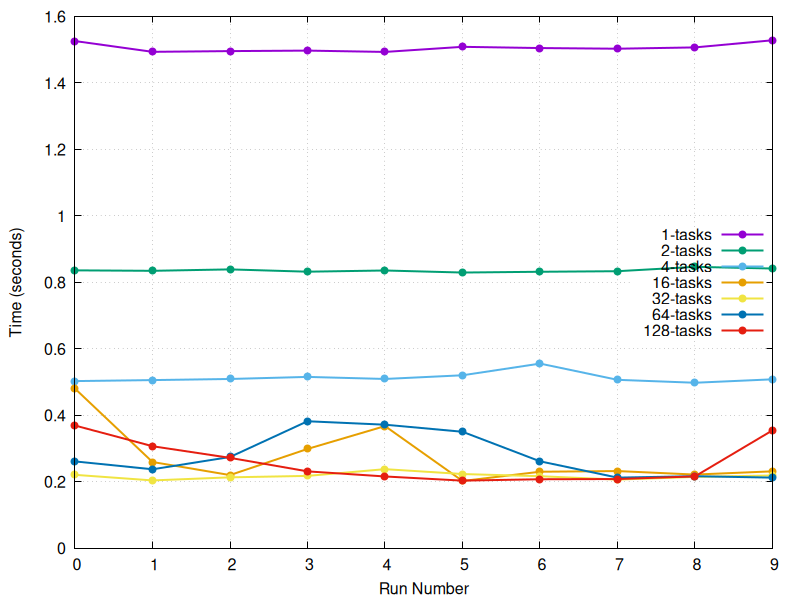 1.6
1.4
1.2
1
0.8
0.6
0.4
0.2
0
Time (seconds)
1-tasks
2-tasks
4-tasks
16-tasks
32-tasks
64-tasks
128-tasks
0 1 2 3 4 5 6 7 8 9
Run Number